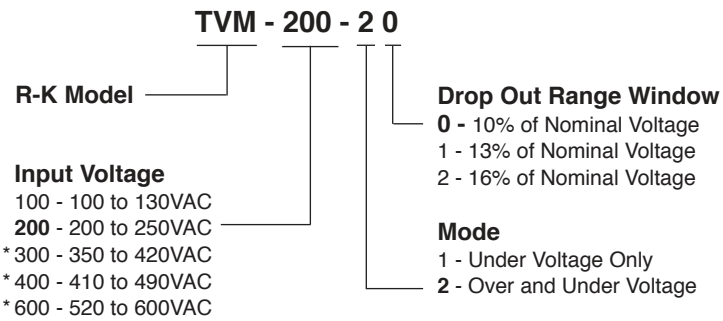 TVM - 200 - 2 0
R-K Model
Input Voltage
100 - 100 to 130VAC
200 - 200 to 250VAC
* 300 - 350 to 420VAC
* 400 - 410 to 490VAC
* 600 - 520 to 600VAC
Drop Out Range Window
0 - 10% of Nominal Voltage
1 - 13% of Nominal Voltage
2 - 16% of Nominal Voltage
Mode
1 - Under Voltage Only
2 - Over and Under Voltage